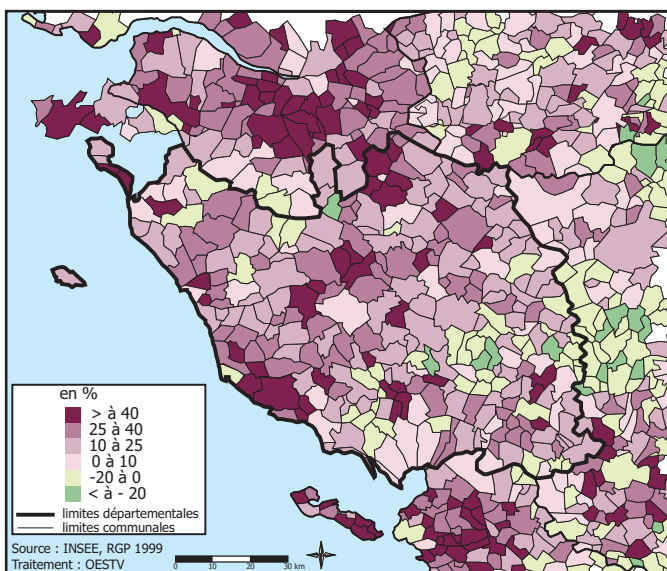 en %
> à 40
25 à 40
10 à 25
0 à 10
-20 à 0
< à - 20
limites départementales
limites communales
Source : INSEE, RGP 1999
Traitement : OESTV
0 10 20 30 km